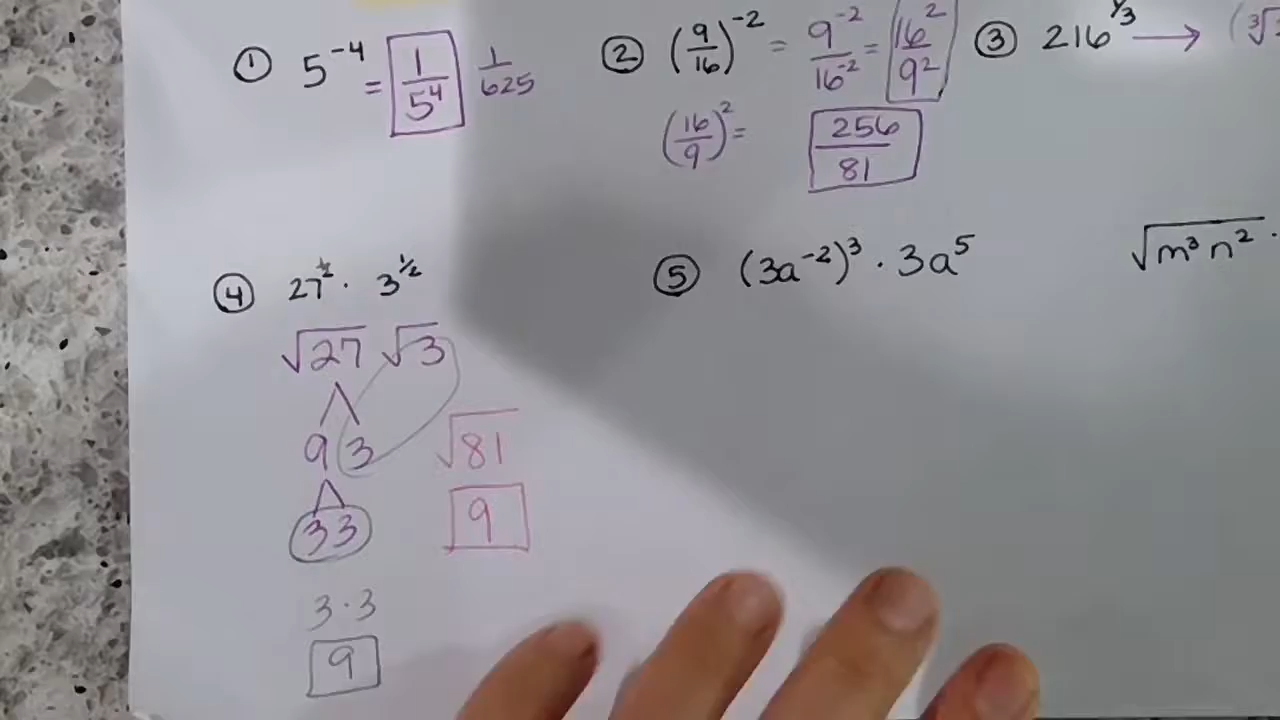 ① 5⁻⁴ = 1/5⁴ 1/625
② (9/16)⁻² = 9⁻²/16⁻² = 16²/9²
(16/9)² = 256/81
③ 216^(1/3) → (³√
④ 27^(1/2) · 3^(1/2)
√27 √3
9 3
√81
3 3
9
3 · 3
9
⑤ (3a⁻²)³ · 3a⁵
√m³n² ·